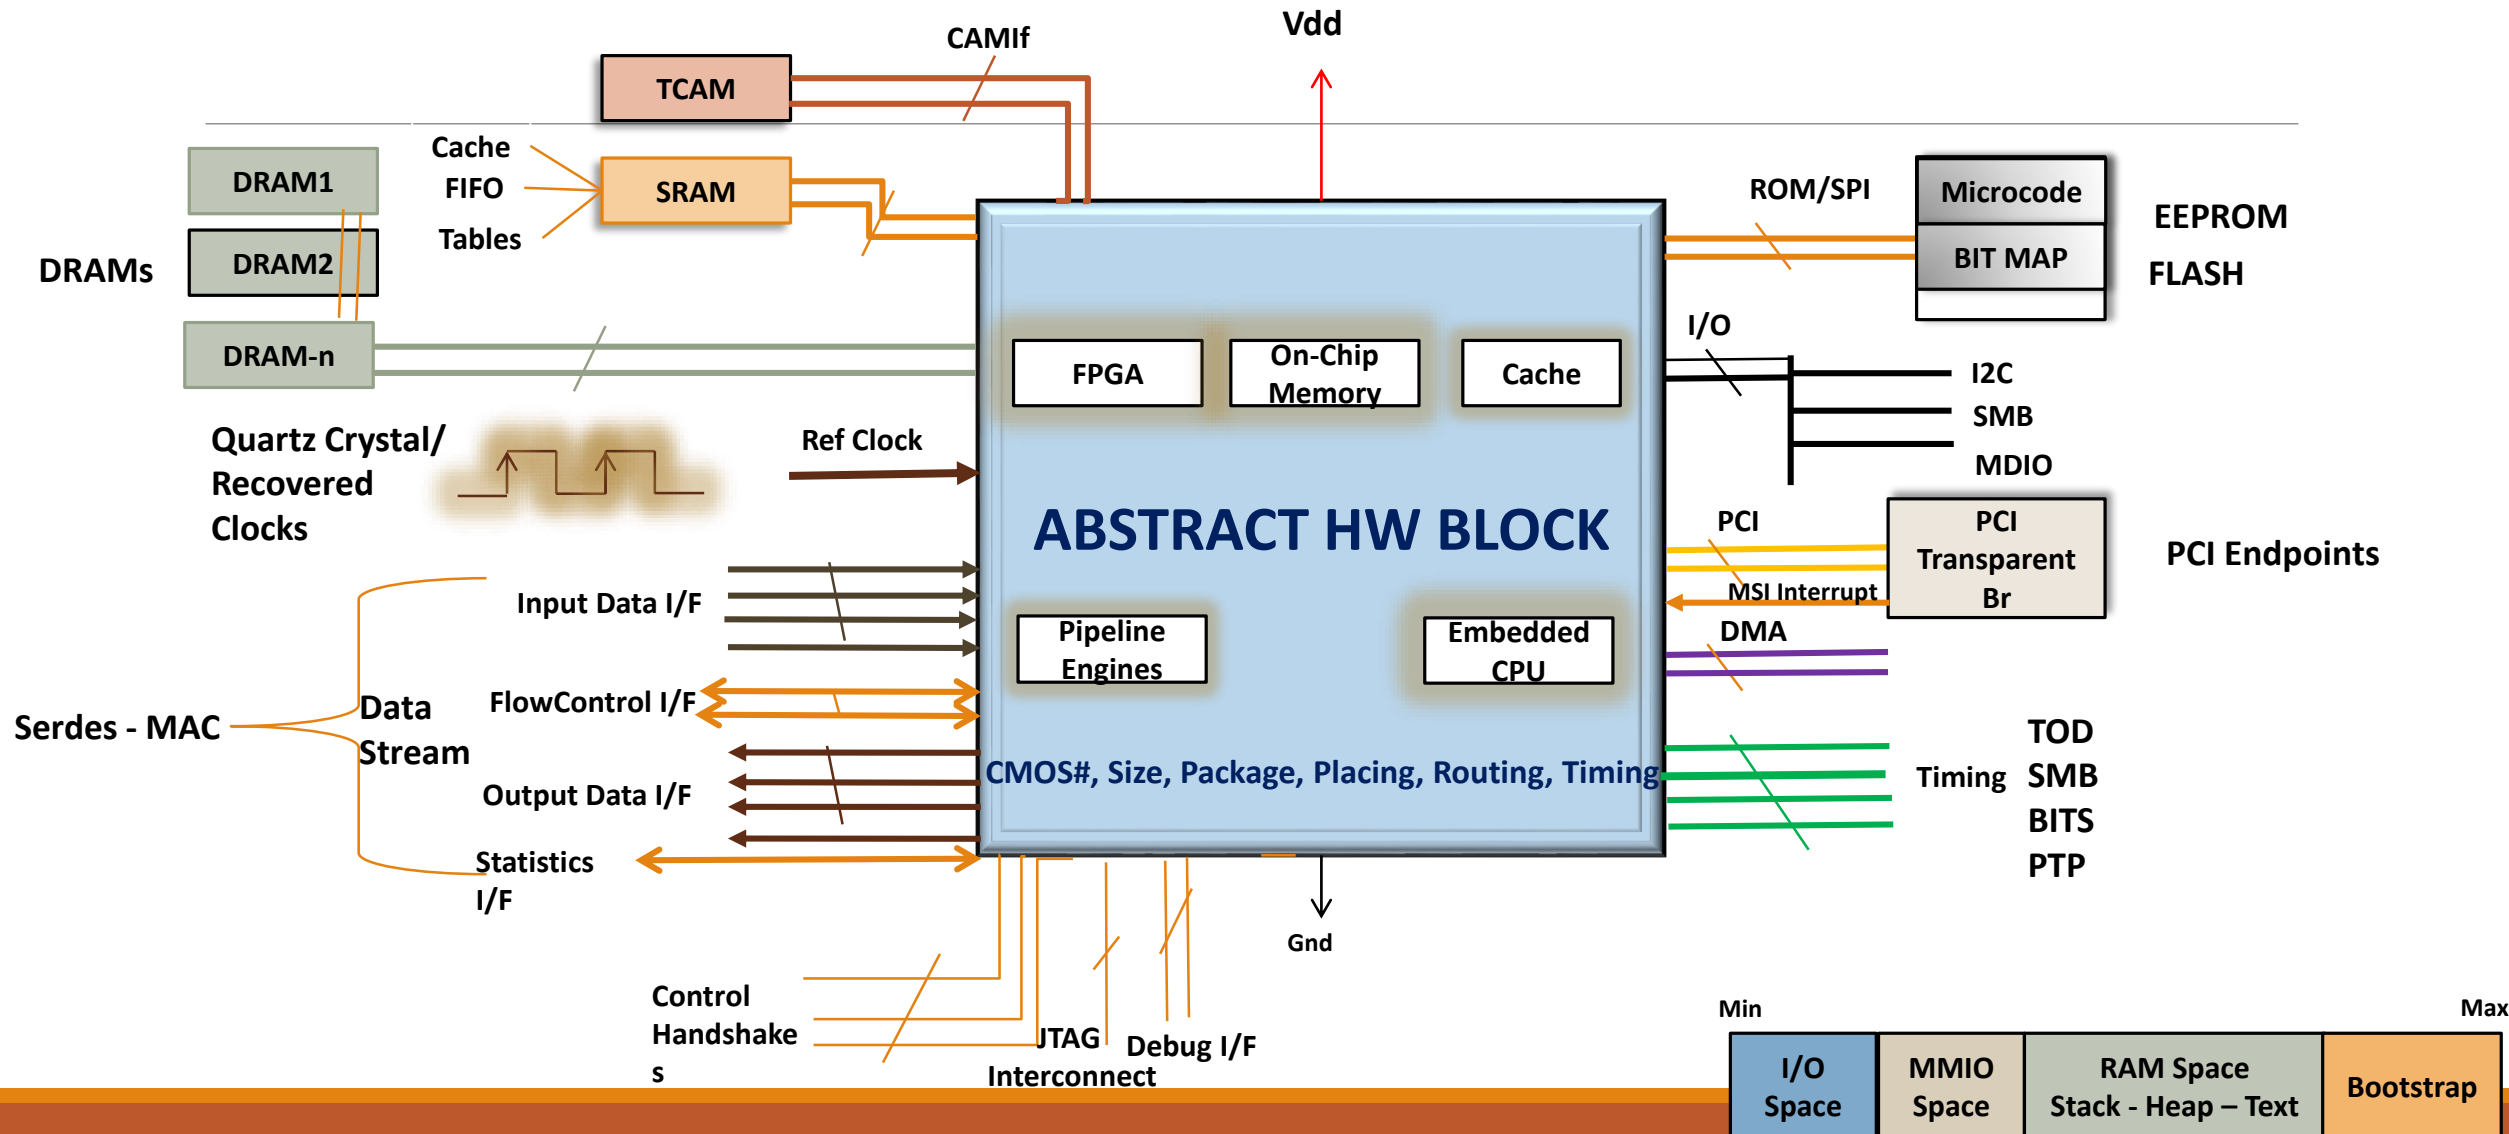 CAMIf
Vdd
TCAM
Cache
FIFO
Tables
SRAM
DRAM1
DRAM2
DRAM-n
DRAMs
ROM/SPI
Microcode
BIT MAP
EEPROM
FLASH
I/O
I2C
SMB
MDIO
FPGA
On-Chip
Memory
Cache
Quartz Crystal/
Recovered
Clocks
Ref Clock
ABSTRACT HW BLOCK
PCI
PCI
Transparent
Br
PCI Endpoints
MSI Interrupt
DMA
Input Data I/F
Pipeline
Engines
Embedded
CPU
FlowControl I/F
Serdes - MAC
Data
Stream
Output Data I/F
Statistics
I/F
CMOS#, Size, Package, Placing, Routing, Timing
Timing
TOD
SMB
BITS
PTP
Gnd
Control
Handshake
s
JTAG
Interconnect
Debug I/F
Min
Max
I/O
Space
MMIO
Space
RAM Space
Stack - Heap – Text
Bootstrap